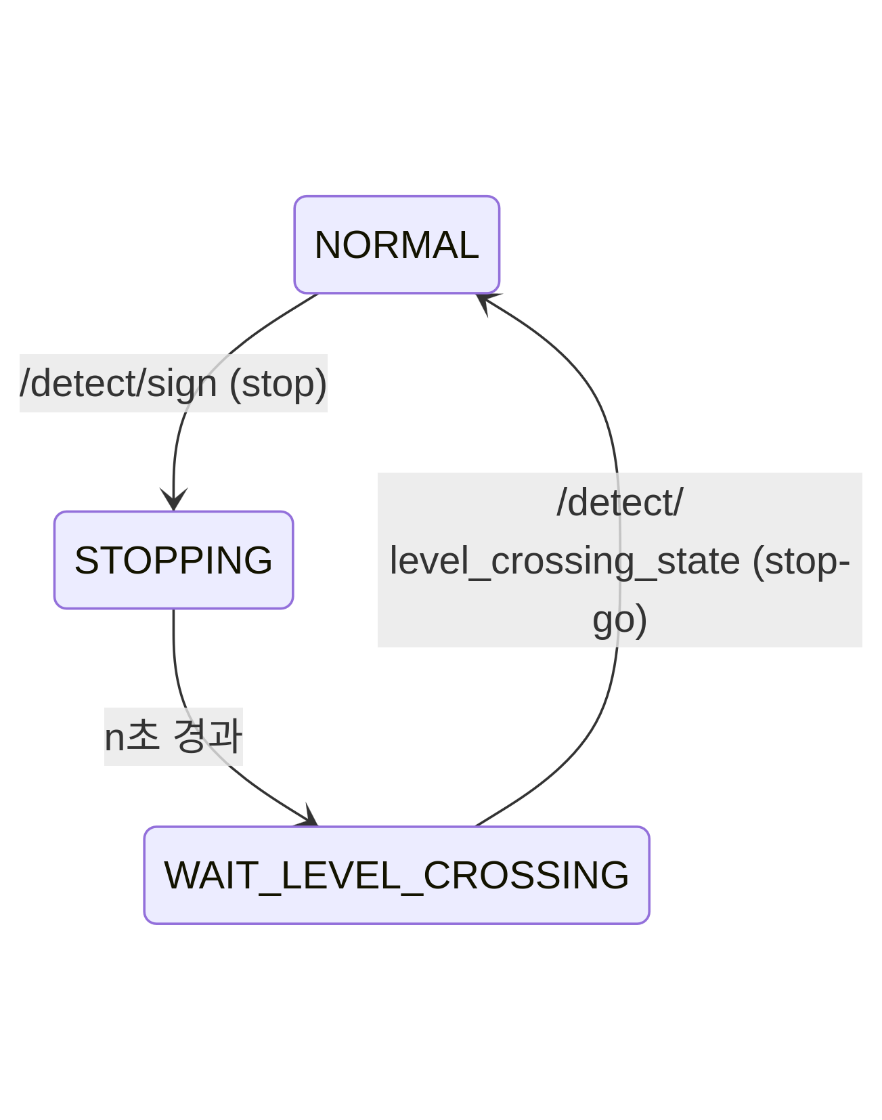 NORMAL
/detect/sign (stop)
/detect/
level_crossing_state (stop-
go)
STOPPING
n초 경과
WAIT_LEVEL_CROSSING